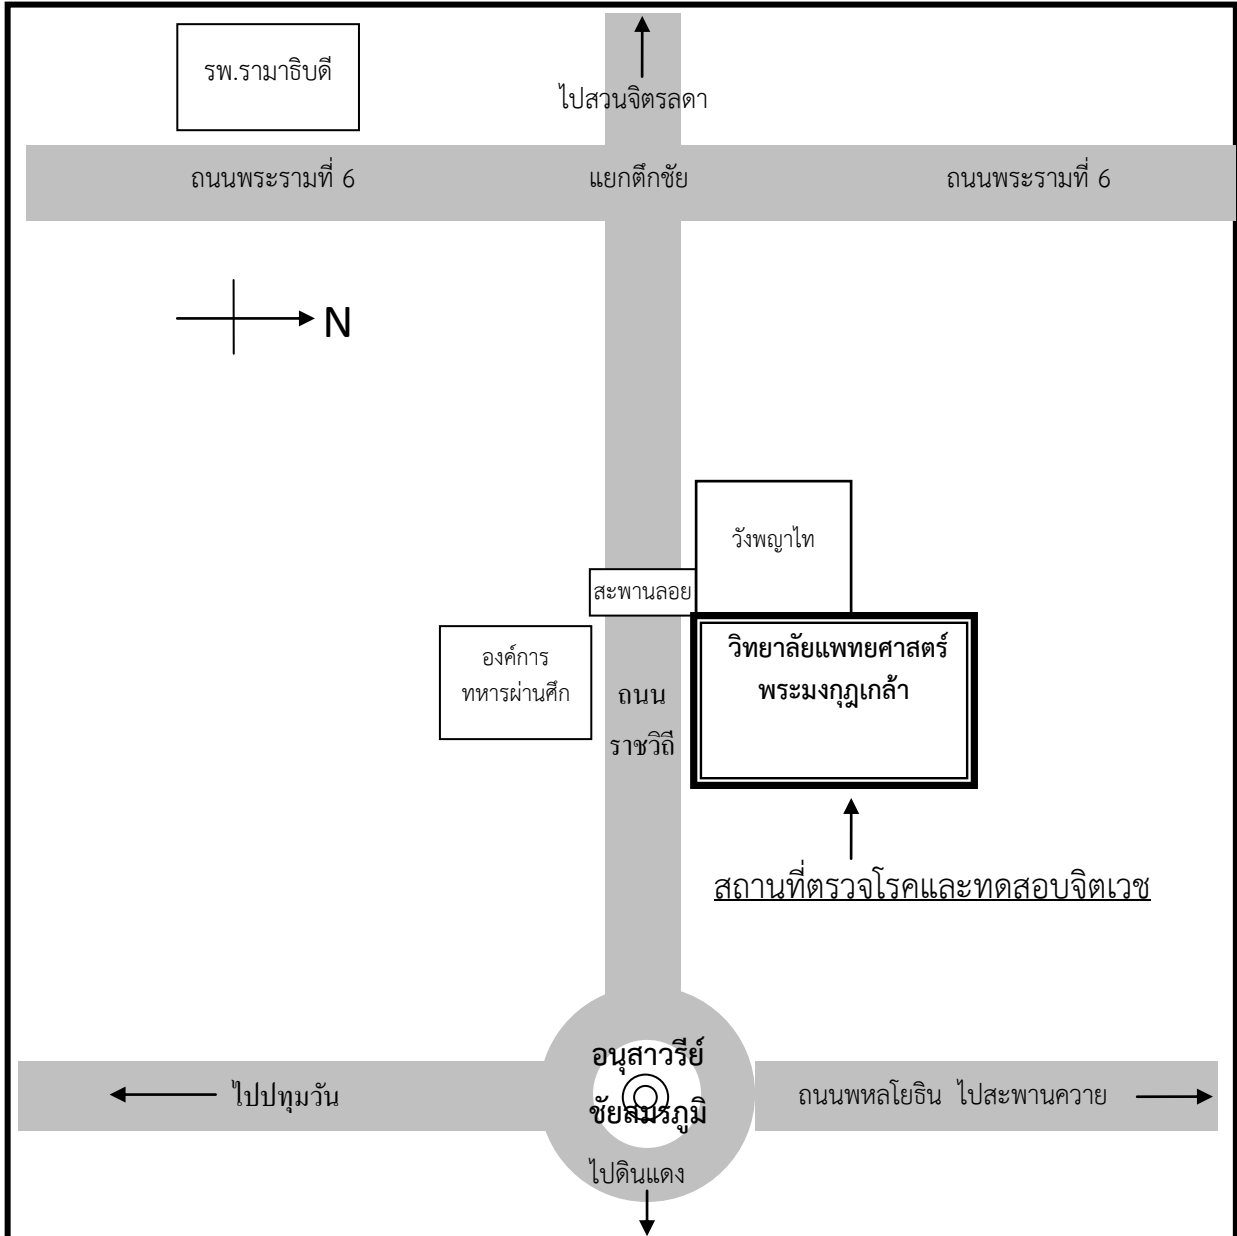 รพ.รามาธิบดี
ไปสวนจิตรลดา
ถนนพระรามที่ 6
แยกตึกชัย
ถนนพระรามที่ 6
N
วังพญาไท
สะพานลอย
องค์การ
ทหารผ่านศึก
วิทยาลัยแพทยศาสตร์
พระมงกุฎเกล้า
ถนน
ราชวิถี
สถานที่ตรวจโรคและทดสอบจิตเวช
อนุสาวรีย์
ชัยสมรภูมิ
ไปปทุมวัน
ถนนพหลโยธิน ไปสะพานควาย
ไปดินแดง